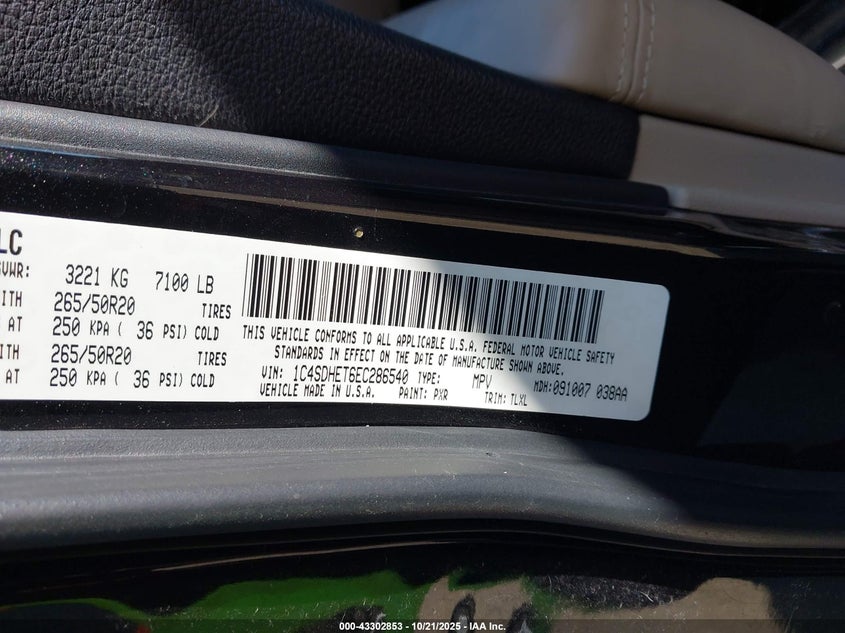 LC
GVWR: 3221 KG 7100 LB
ITH 265/50R20 TIRES
AT 250 KPA ( 36 PSI) COLD
ITH 265/50R20 TIRES
AT 250 KPA ( 36 PSI) COLD
THIS VEHICLE CONFORMS TO ALL APPLICABLE U.S.A. FEDERAL MOTOR VEHICLE SAFETY
STANDARDS IN EFFECT ON THE DATE OF MANUFACTURE SHOWN ABOVE.
VIN: 1C4SDHET6EC286540 TYPE: MPV MDH:091007 038AA
VEHICLE MADE IN U.S.A. PAINT: PXR TRIM: TLXL
000-43302853 | 10/21/2025 | © IAA Inc.